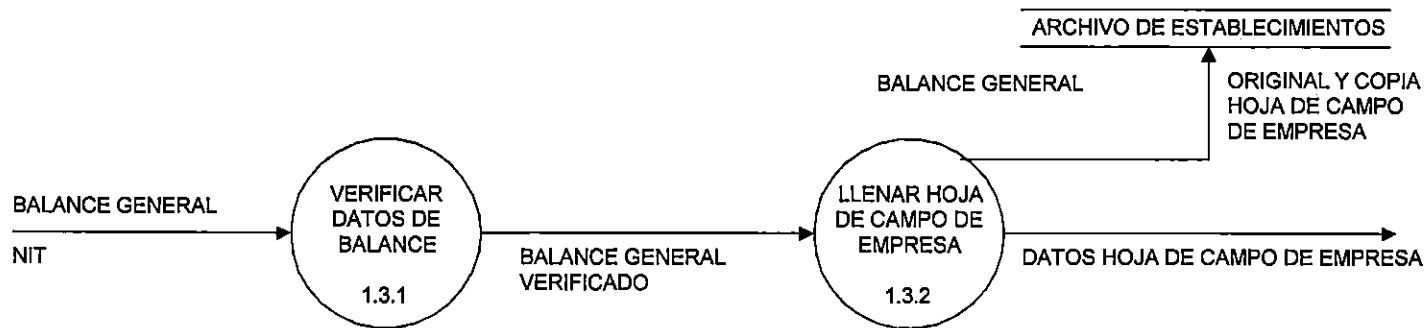 ARCHIVO DE ESTABLECIMIENTOS
BALANCE GENERAL
ORIGINAL Y COPIA
HOJA DE CAMPO
DE EMPRESA
BALANCE GENERAL
NIT
VERIFICAR
DATOS DE
BALANCE
1.3.1
BALANCE GENERAL
VERIFICADO
LLENAR HOJA
DE CAMPO DE
EMPRESA
1.3.2
DATOS HOJA DE CAMPO DE EMPRESA